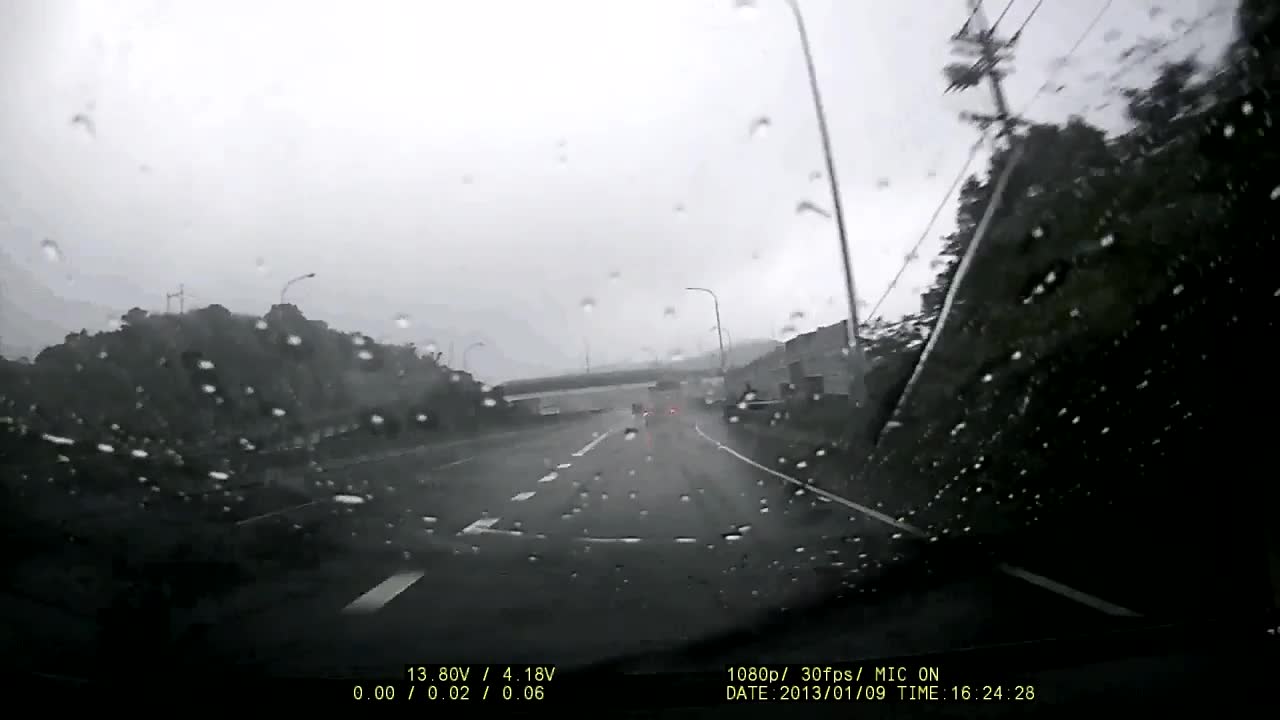 13.80V / 4.18V
0.00 / 0.02 / 0.06
1080p/ 30fps/ MIC ON
DATE:2013/01/09 TIME:16:24:28